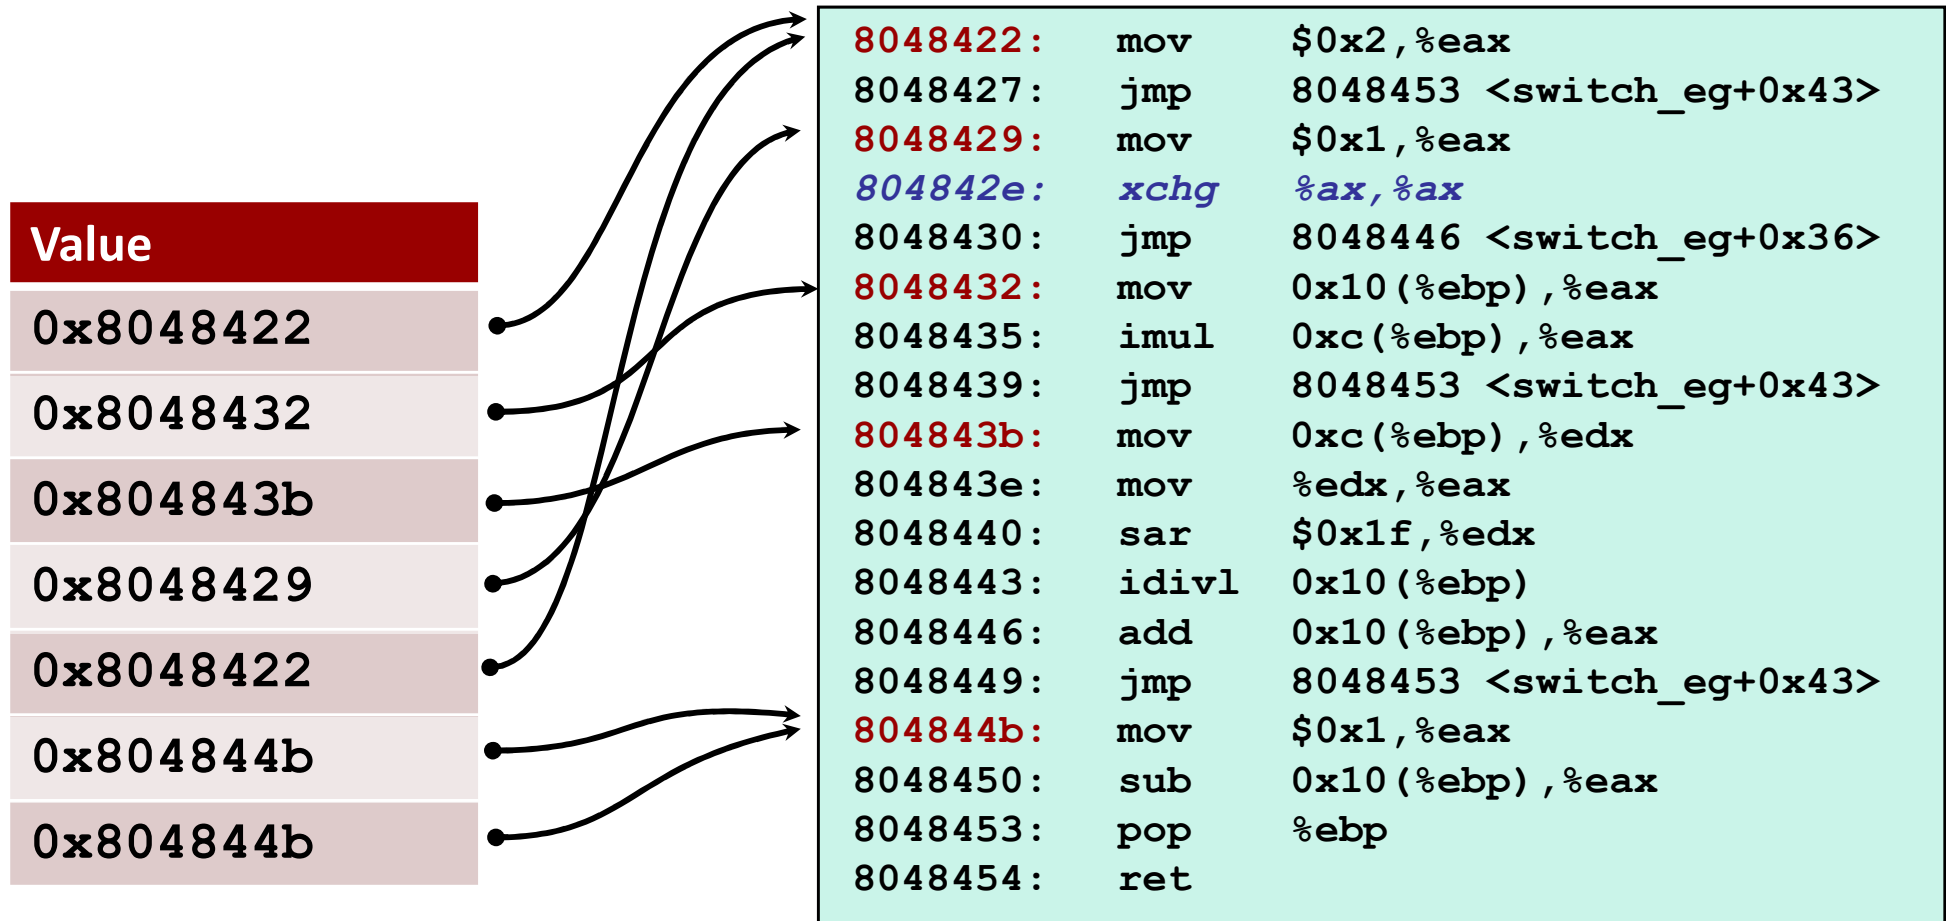 Value
0x8048422
0x8048432
0x804843b
0x8048429
0x8048422
0x804844b
0x804844b
8048422: mov $0x2,%eax
8048427: jmp 8048453 <switch_eg+0x43>
8048429: mov $0x1,%eax
804842e: xchg %ax,%ax
8048430: jmp 8048446 <switch_eg+0x36>
8048432: mov 0x10(%ebp),%eax
8048435: imul 0xc(%ebp),%eax
8048439: jmp 8048453 <switch_eg+0x43>
804843b: mov 0xc(%ebp),%edx
804843e: mov %edx,%eax
8048440: sar $0x1f,%edx
8048443: idivl 0x10(%ebp)
8048446: add 0x10(%ebp),%eax
8048449: jmp 8048453 <switch_eg+0x43>
804844b: mov $0x1,%eax
8048450: sub 0x10(%ebp),%eax
8048453: pop %ebp
8048454: ret